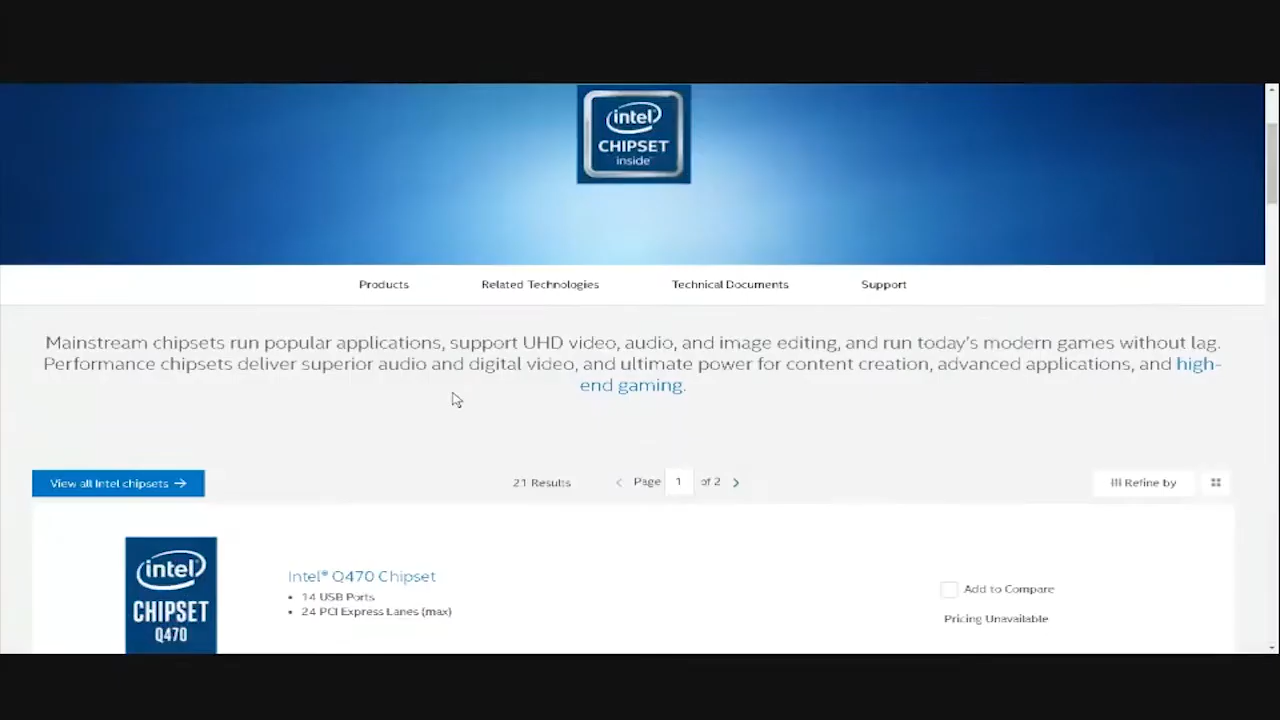 intel
CHIPSET
inside™
Products Related Technologies Technical Documents Support
Mainstream chipsets run popular applications, support UHD video, audio, and image editing, and run today's modern games without lag.
Performance chipsets deliver superior audio and digital video, and ultimate power for content creation, advanced applications, and high-
end gaming.
View all Intel chipsets → 21 Results < Page 1 of 2 > Refine by
intel
CHIPSET
Q470
Intel® Q470 Chipset
• 14 USB Ports
• 24 PCI Express Lanes (max)
Add to Compare
Pricing Unavailable